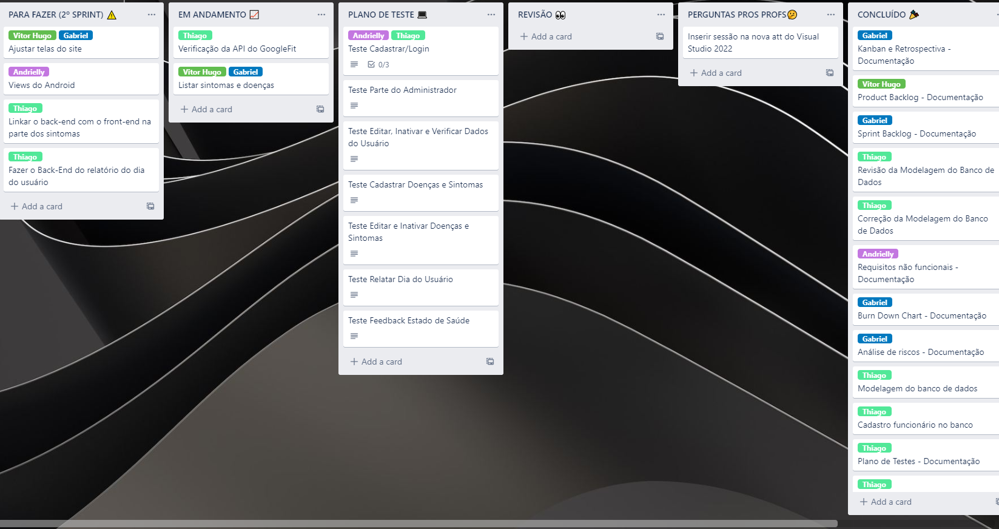 PARA FAZER (2º SPRINT) ⚠️
Vitor Hugo Gabriel
Ajustar telas do site
Andrielly
Views do Android
Thiago
Linkar o back-end com o front-end na
parte dos sintomas
Thiago
Fazer o Back-End do relatório do dia
do usuário
+ Add a card
EM ANDAMENTO 📈
Thiago
Verificação da API do GoogleFit
Vitor Hugo Gabriel
Listar sintomas e doenças
+ Add a card
PLANO DE TESTE 💻
Andrielly Thiago
Teste Cadastrar/Login
0/3
Teste Parte do Administrador
Teste Editar, Inativar e Verificar Dados
do Usuário
Teste Cadastrar Doenças e Sintomas
Teste Editar e Inativar Doenças e
Sintomas
Teste Relatar Dia do Usuário
Teste Feedback Estado de Saúde
+ Add a card
REVISÃO 👀
+ Add a card
PERGUNTAS PROS PROFS🤔
Inserir sessão na nova att do Visual
Studio 2022
+ Add a card
CONCLUÍDO 🎉
Gabriel
Kanban e Retrospectiva -
Documentação
Vitor Hugo
Product Backlog - Documentação
Gabriel
Sprint Backlog - Documentação
Thiago
Revisão da Modelagem do Banco de
Dados
Thiago
Correção da Modelagem do Banco
de Dados
Andrielly
Requisitos não funcionais -
Documentação
Gabriel
Burn Down Chart - Documentação
Gabriel
Análise de riscos - Documentação
Thiago
Modelagem do banco de dados
Thiago
Cadastro funcionário no banco
Thiago
Plano de Testes - Documentação
Thiago
+ Add a card